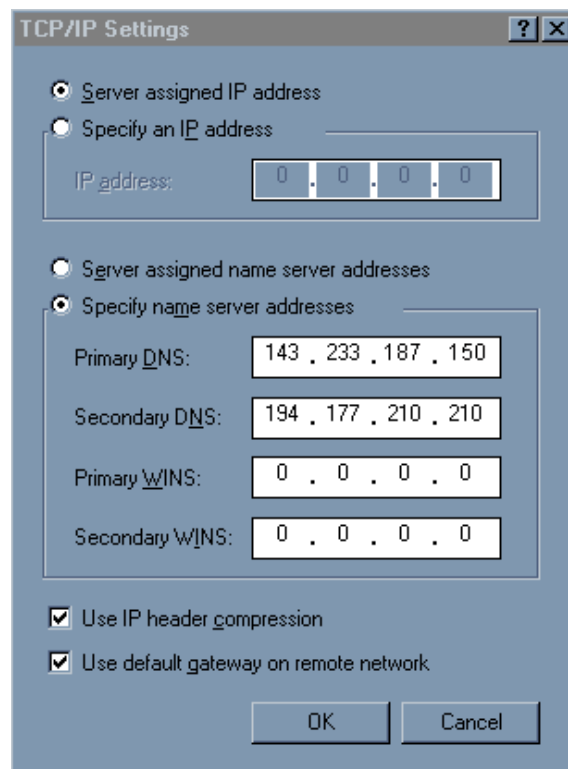 TCP/IP Settings ? X
Server assigned IP address
Specify an IP address
IP address: 0 . 0 . 0 . 0
Server assigned name server addresses
Specify name server addresses
Primary DNS: 143 . 233 . 187 . 150
Secondary DNS: 194 . 177 . 210 . 210
Primary WINS: 0 . 0 . 0 . 0
Secondary WINS: 0 . 0 . 0 . 0
Use IP header compression
Use default gateway on remote network
OK Cancel